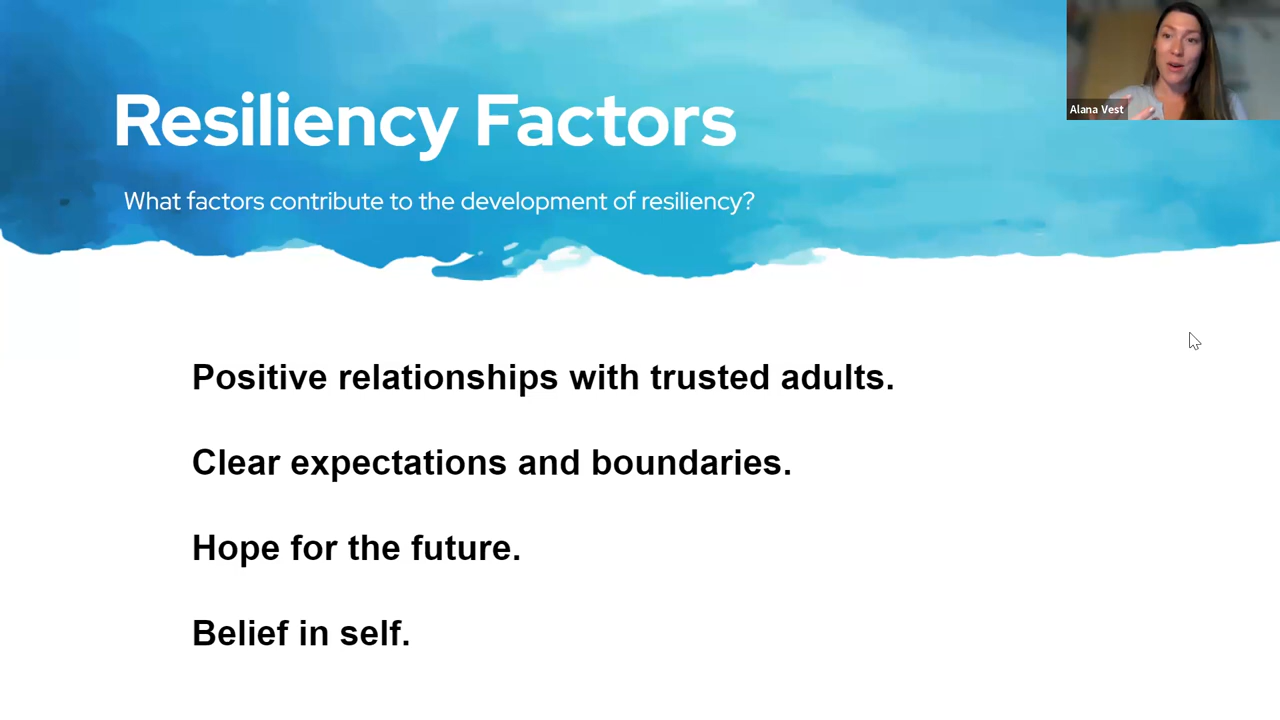 Resiliency Factors
Alana Vest
What factors contribute to the development of resiliency?
Positive relationships with trusted adults.
Clear expectations and boundaries.
Hope for the future.
Belief in self.